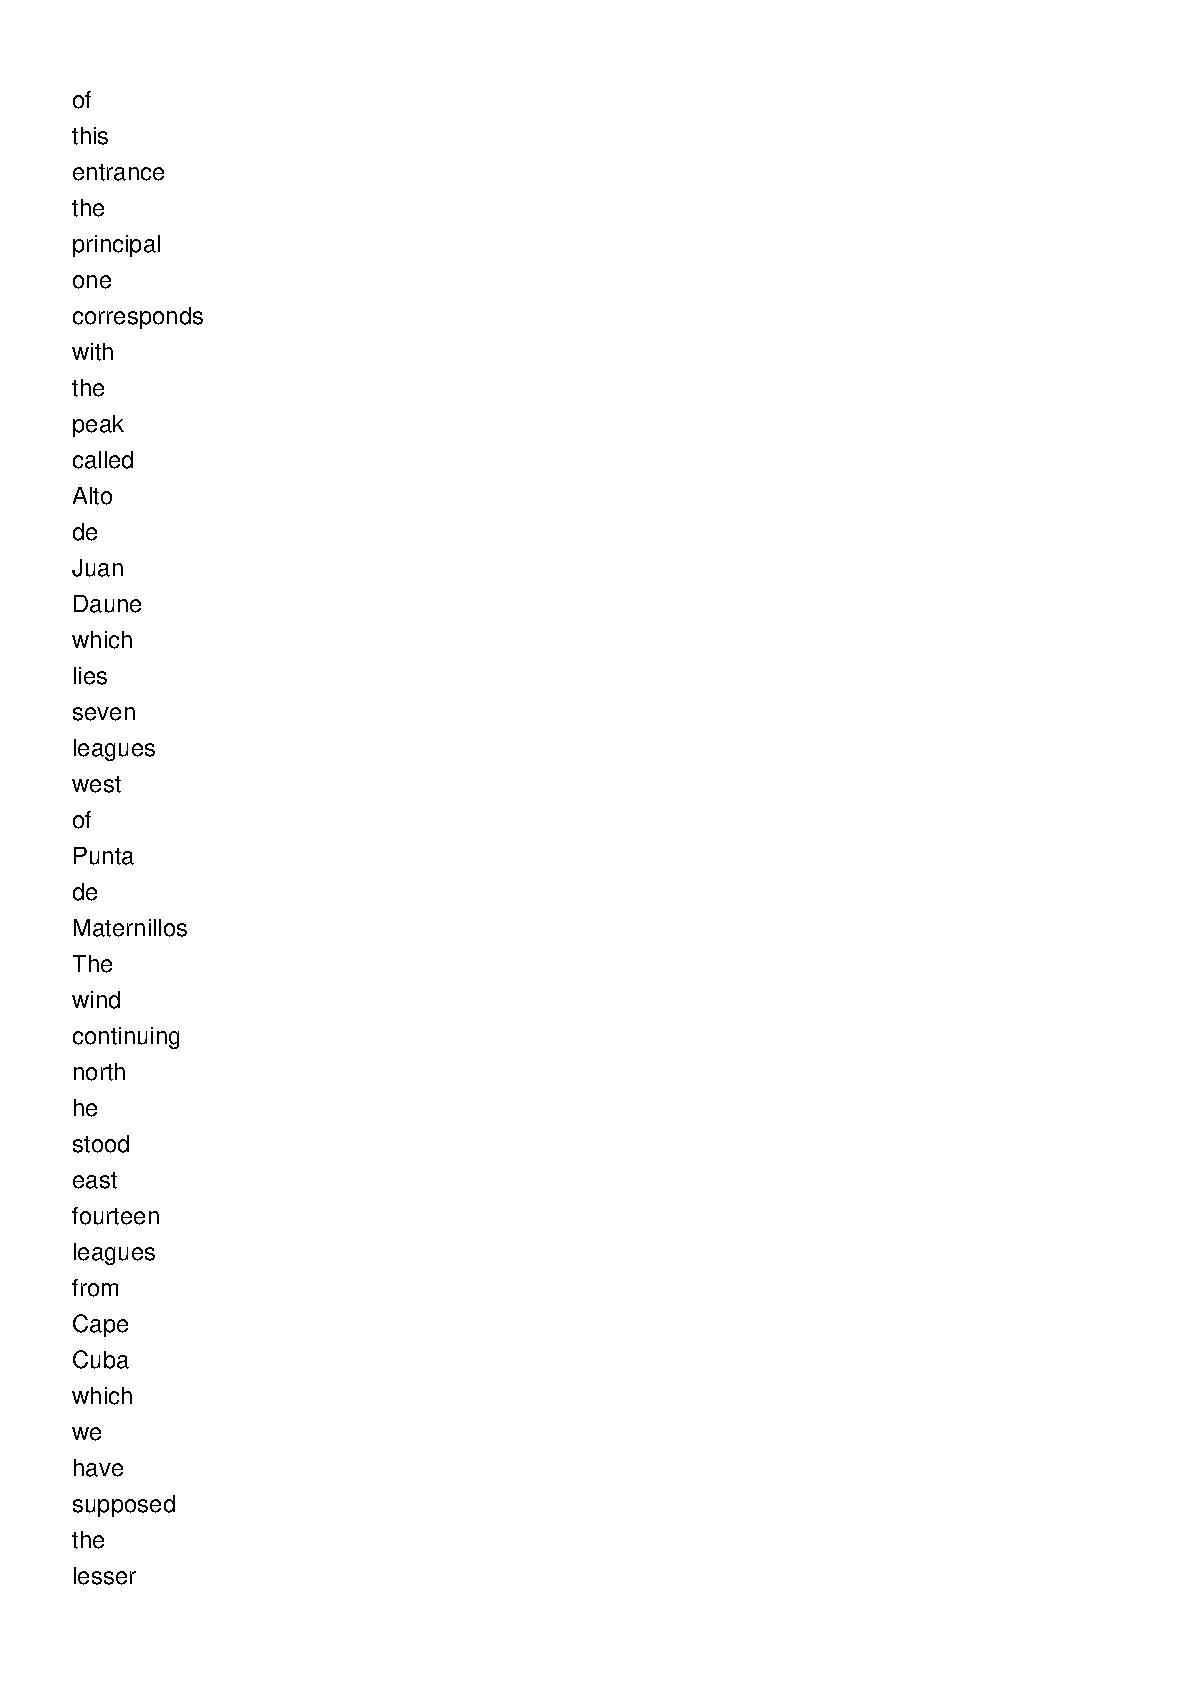 of
this
entrance
the
principal
one
corresponds
with
the
peak
called
Alto
de
Juan
Daune
which
lies
seven
leagues
west
of
Punta
de
Maternillos
The
wind
continuing
north
he
stood
east
fourteen
leagues
from
Cape
Cuba
which
we
have
supposed
the
lesser